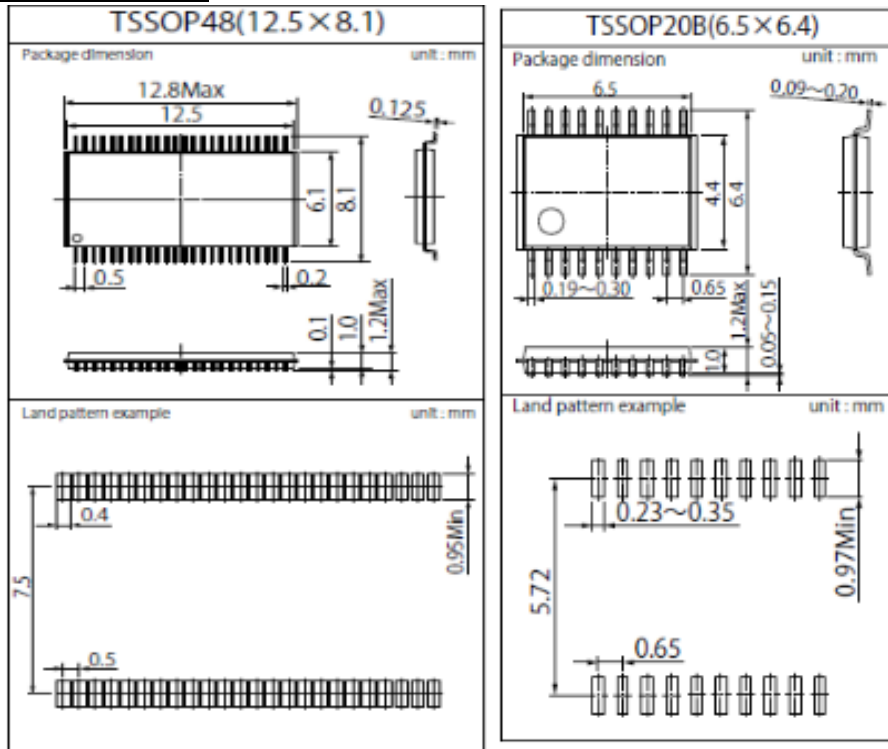 TSSOP48(12.5×8.1)
Package dimension
unit : mm
12.8Max
12.5
0.125
6.1
8.1
0.5
0.2
0.1
1.0
1.2Max
Land pattern example
unit : mm
0.4
0.95Min
7.5
0.5
TSSOP20B(6.5×6.4)
Package dimension
unit : mm
6.5
0.09~0.20
4.4
6.4
0.19~0.30
0.65
1.2Max
0.05~0.15
1.0
Land pattern example
unit : mm
0.23~0.35
0.97Min
5.72
0.65